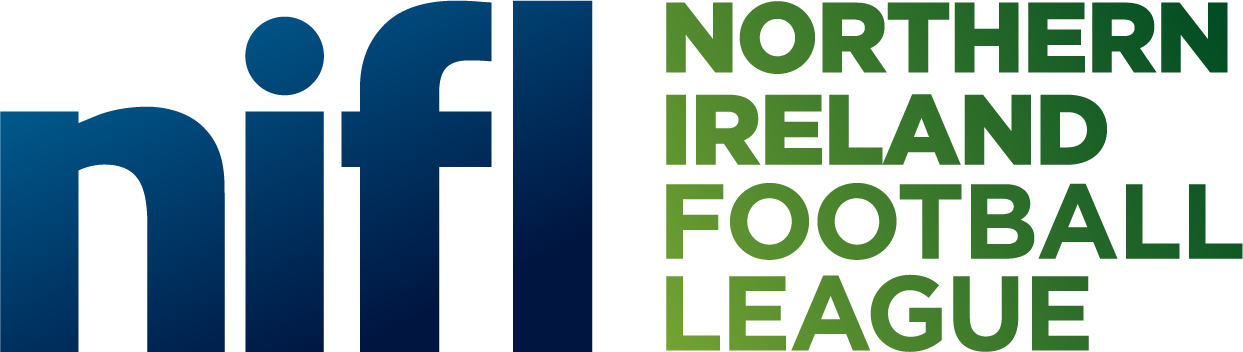 nifl
NORTHERN
IRELAND
FOOTBALL
LEAGUE